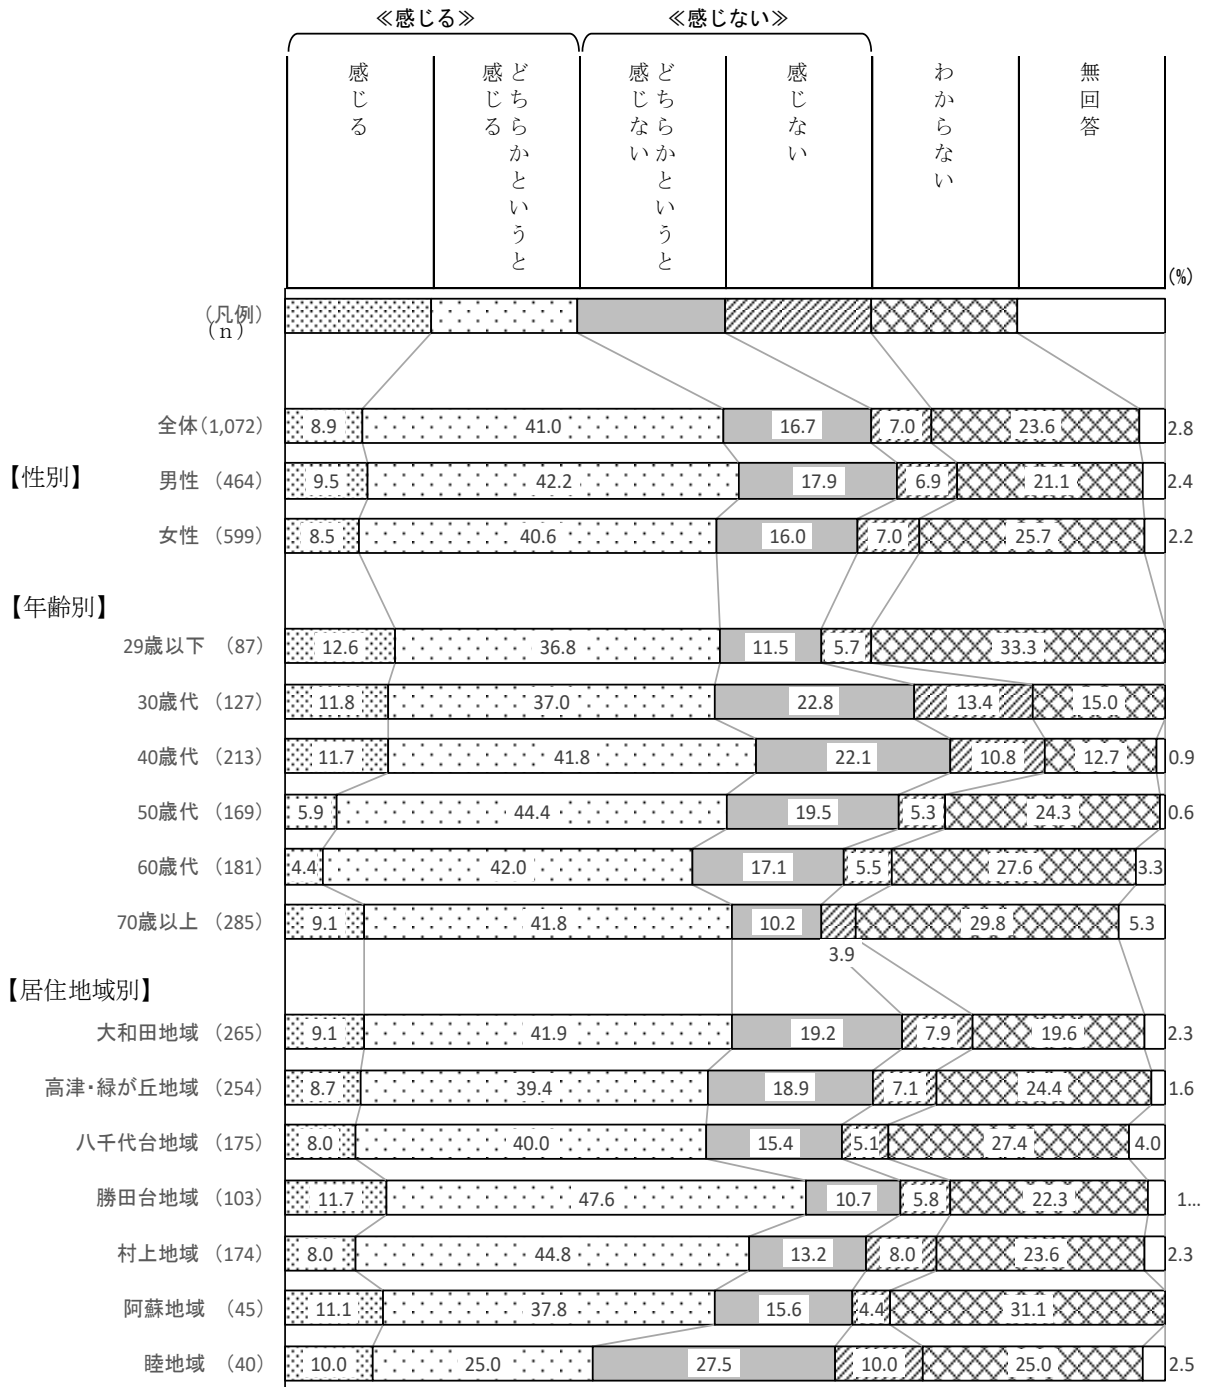 ≪感じる≫ ≪感じない≫
感じる
どちらかというと
感じる
どちらかというと
感じない
感じない
わからない
無回答
(%)
(凡例)
(n)
全体(1,072) 8.9 41.0 16.7 7.0 23.6 2.8
【性別】 男性 (464) 9.5 42.2 17.9 6.9 21.1 2.4
女性 (599) 8.5 40.6 16.0 7.0 25.7 2.2
【年齢別】
29歳以下 (87) 12.6 36.8 11.5 5.7 33.3
30歳代 (127) 11.8 37.0 22.8 13.4 15.0
40歳代 (213) 11.7 41.8 22.1 10.8 12.7 0.9
50歳代 (169) 5.9 44.4 19.5 5.3 24.3 0.6
60歳代 (181) 4.4 42.0 17.1 5.5 27.6 3.3
70歳以上 (285) 9.1 41.8 10.2 3.9 29.8 5.3
【居住地域別】
大和田地域 (265) 9.1 41.9 19.2 7.9 19.6 2.3
高津・緑が丘地域 (254) 8.7 39.4 18.9 7.1 24.4 1.6
八千代台地域 (175) 8.0 40.0 15.4 5.1 27.4 4.0
勝田台地域 (103) 11.7 47.6 10.7 5.8 22.3 1…
村上地域 (174) 8.0 44.8 13.2 8.0 23.6 2.3
阿蘇地域 (45) 11.1 37.8 15.6 4.4 31.1
睦地域 (40) 10.0 25.0 27.5 10.0 25.0 2.5